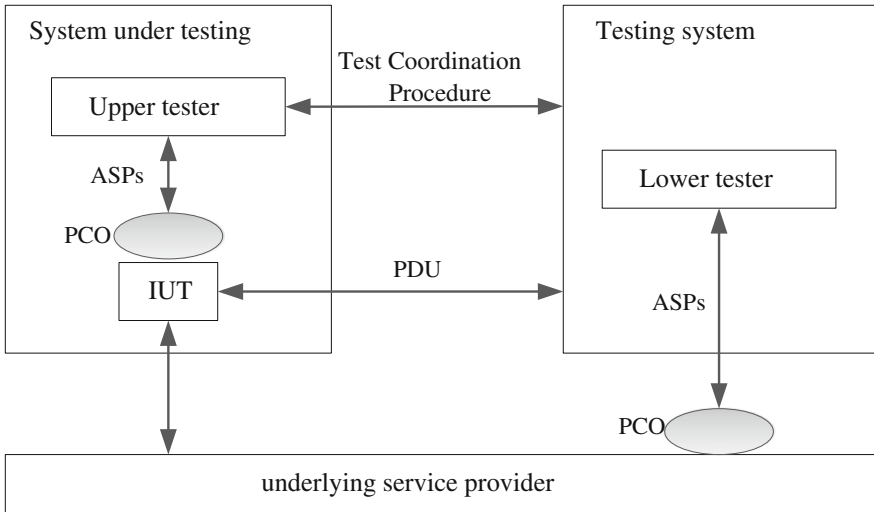 System under testing
Testing system
Test Coordination
Procedure
Upper tester
ASPs
Lower tester
PCO
PDU
IUT
ASPs
PCO
underlying service provider